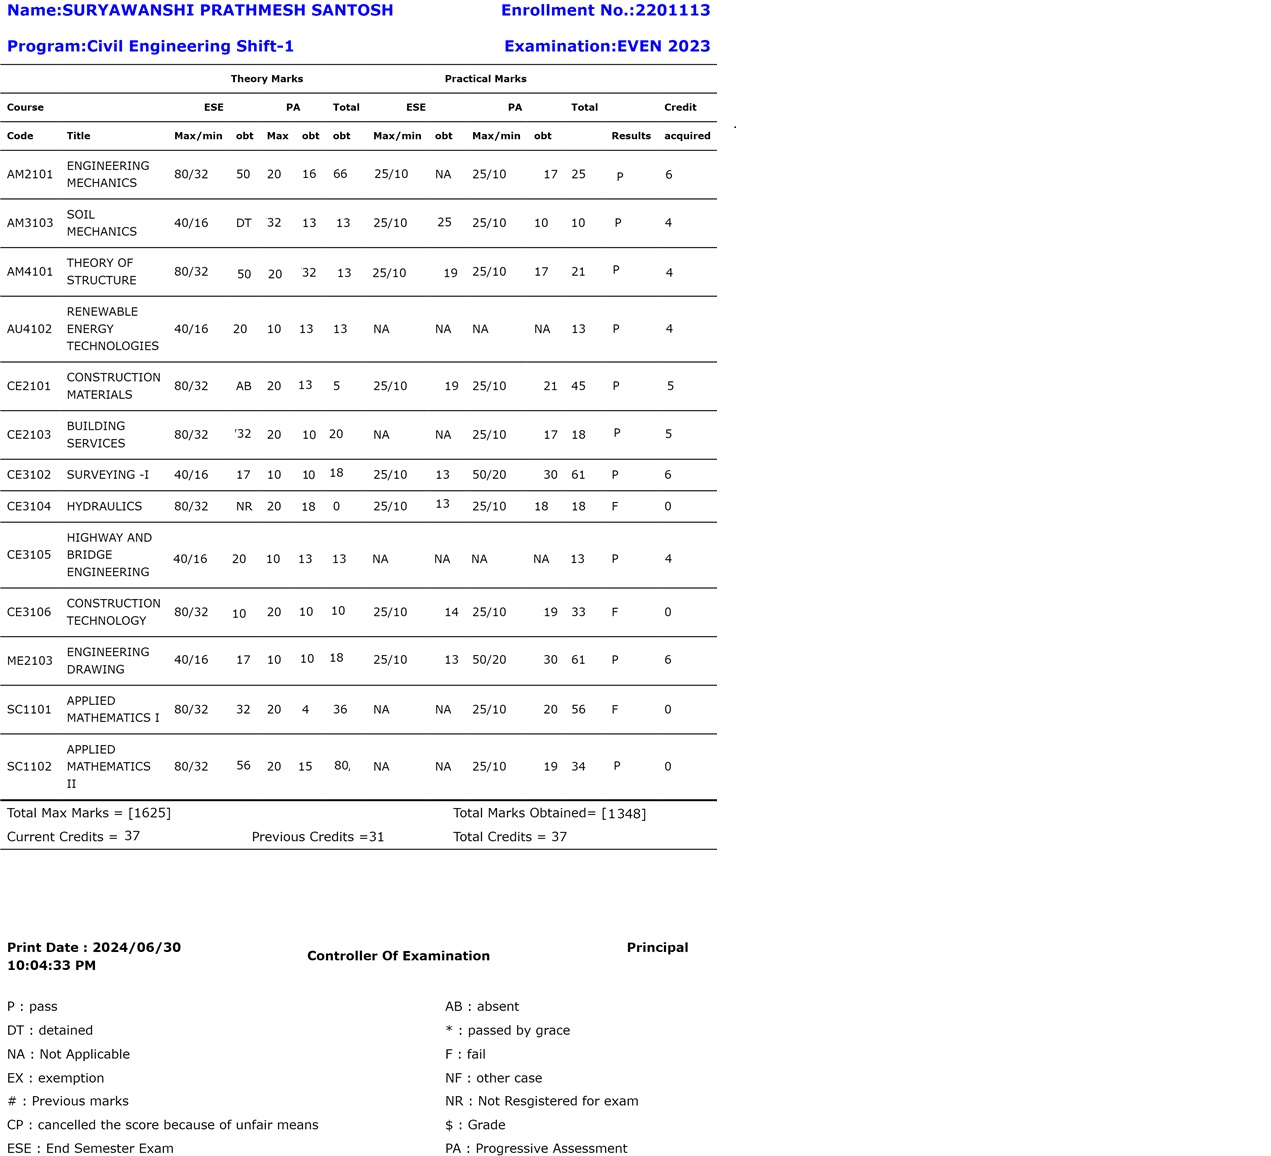 Name:SURYAWANSHI PRATHMESH SANTOSH Enrollment No.:2201113
Program:Civil Engineering Shift-1 Examination:EVEN 2023
Theory Marks Practical Marks
Course ESE PA Total ESE PA Total Credit
Code Title Max/min obt Max obt obt Max/min obt Max/min obt Results acquired
AM2101 ENGINEERING MECHANICS 80/32 50 20 16 66 25/10 NA 25/10 17 25 P 6
AM3103 SOIL MECHANICS 40/16 DT 32 13 13 25/10 25 25/10 10 10 P 4
AM4101 THEORY OF STRUCTURE 80/32 50 20 32 13 25/10 19 25/10 17 21 P 4
AU4102 RENEWABLE ENERGY TECHNOLOGIES 40/16 20 10 13 13 NA NA NA NA 13 P 4
CE2101 CONSTRUCTION MATERIALS 80/32 AB 20 13 5 25/10 19 25/10 21 45 P 5
CE2103 BUILDING SERVICES 80/32 '32 20 10 20 NA NA 25/10 17 18 P 5
CE3102 SURVEYING -I 40/16 17 10 10 18 25/10 13 50/20 30 61 P 6
CE3104 HYDRAULICS 80/32 NR 20 18 0 25/10 13 25/10 18 18 F 0
CE3105 HIGHWAY AND BRIDGE ENGINEERING 40/16 20 10 13 13 NA NA NA NA 13 P 4
CE3106 CONSTRUCTION TECHNOLOGY 80/32 10 20 10 10 25/10 14 25/10 19 33 F 0
ME2103 ENGINEERING DRAWING 40/16 17 10 10 18 25/10 13 50/20 30 61 P 6
SC1101 APPLIED MATHEMATICS I 80/32 32 20 4 36 NA NA 25/10 20 56 F 0
SC1102 APPLIED MATHEMATICS II 80/32 56 20 15 80, NA NA 25/10 19 34 P 0
Total Max Marks = [1625] Total Marks Obtained= [1348]
Current Credits = 37 Previous Credits =31 Total Credits = 37
Print Date : 2024/06/30 10:04:33 PM Controller Of Examination Principal
P : pass AB : absent
DT : detained * : passed by grace
NA : Not Applicable F : fail
EX : exemption NF : other case
# : Previous marks NR : Not Resgistered for exam
CP : cancelled the score because of unfair means $ : Grade
ESE : End Semester Exam PA : Progressive Assessment